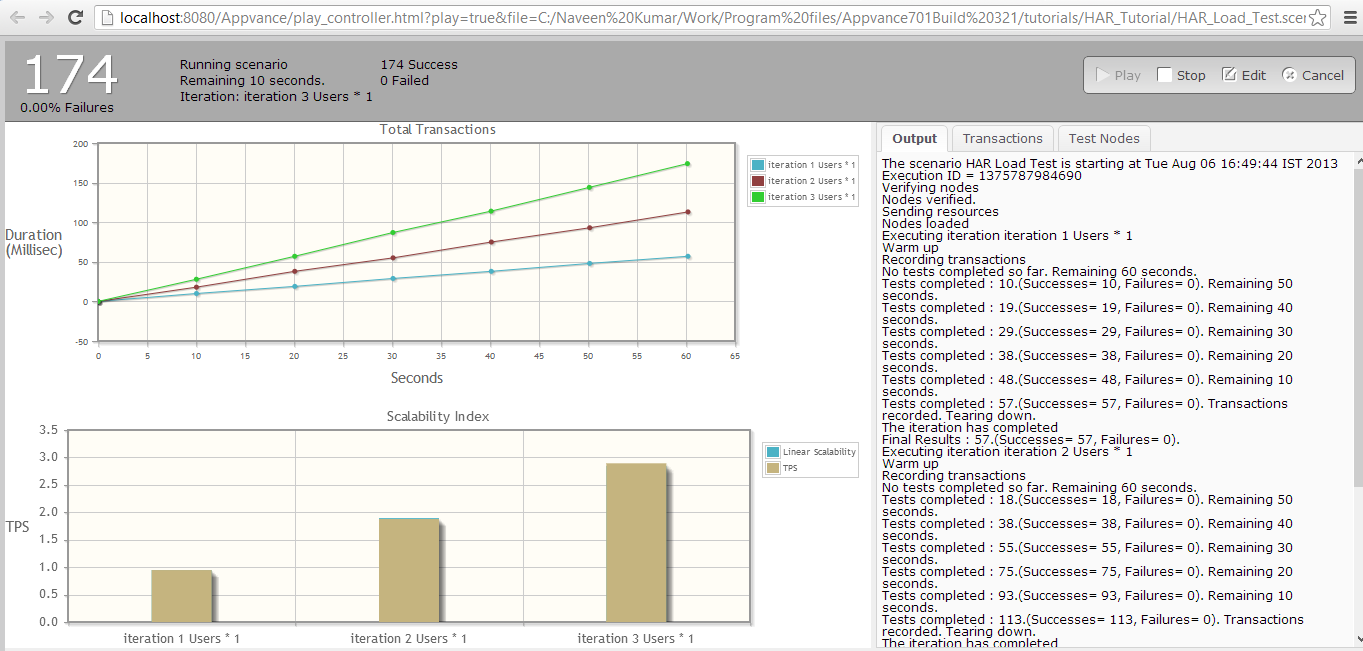 localhost:8080/Appvance/play_controller.html?play=true&file=C:/Naveen%20Kumar/Work/Program%20files/Appvance701Build%20321/tutorials/HAR_Tutorial/HAR_Load_Test.scen
174
0.00% Failures
Running scenario
Remaining 10 seconds.
Iteration: iteration 3 Users * 1
174 Success
0 Failed
Play
Stop
Edit
Cancel
Total Transactions
200
150
100
50
0
-50
Duration
(Millisec)
0 5 10 15 20 25 30 35 40 45 50 55 60 65
Seconds
iteration 1 Users * 1
iteration 2 Users * 1
iteration 3 Users * 1
Scalability Index
3.5
3.0
2.5
2.0
1.5
1.0
0.5
0.0
TPS
iteration 1 Users * 1
iteration 2 Users * 1
iteration 3 Users * 1
Linear Scalability
TPS
Output
Transactions
Test Nodes
The scenario HAR Load Test is starting at Tue Aug 06 16:49:44 IST 2013
Execution ID = 1375787984690
Verifying nodes
Nodes verified.
Sending resources
Nodes loaded
Executing iteration iteration 1 Users * 1
Warm up
Recording transactions
No tests completed so far. Remaining 60 seconds.
Tests completed : 10.(Successes= 10, Failures= 0). Remaining 50
seconds.
Tests completed : 19.(Successes= 19, Failures= 0). Remaining 40
seconds.
Tests completed : 29.(Successes= 29, Failures= 0). Remaining 30
seconds.
Tests completed : 38.(Successes= 38, Failures= 0). Remaining 20
seconds.
Tests completed : 48.(Successes= 48, Failures= 0). Remaining 10
seconds.
Tests completed : 57.(Successes= 57, Failures= 0). Transactions
recorded. Tearing down.
The iteration has completed
Final Results : 57.(Successes= 57, Failures= 0).
Executing iteration iteration 2 Users * 1
Warm up
Recording transactions
No tests completed so far. Remaining 60 seconds.
Tests completed : 18.(Successes= 18, Failures= 0). Remaining 50
seconds.
Tests completed : 38.(Successes= 38, Failures= 0). Remaining 40
seconds.
Tests completed : 55.(Successes= 55, Failures= 0). Remaining 30
seconds.
Tests completed : 75.(Successes= 75, Failures= 0). Remaining 20
seconds.
Tests completed : 93.(Successes= 93, Failures= 0). Remaining 10
seconds.
Tests completed : 113.(Successes= 113, Failures= 0). Transactions
recorded. Tearing down.
The iteration has completed